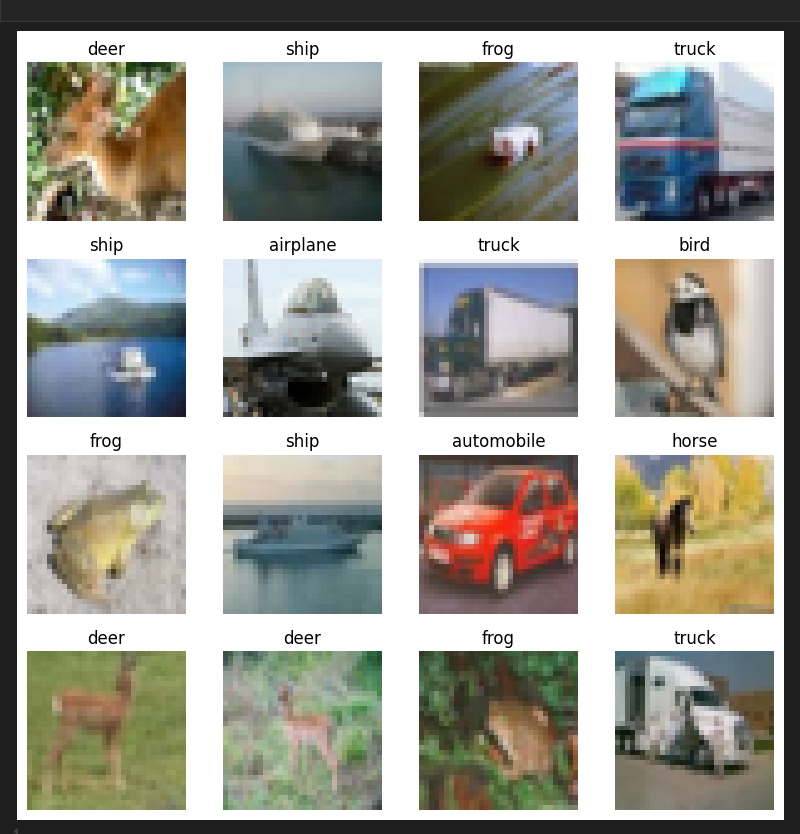 deer ship frog truck
ship airplane truck bird
frog ship automobile horse
deer deer frog truck